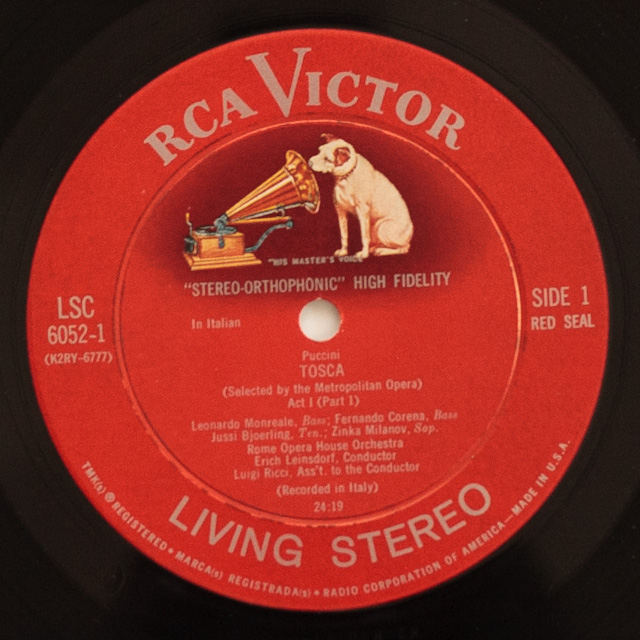 RCA VICTOR
"HIS MASTER'S VOICE"
"STEREO-ORTHOPHONIC" HIGH FIDELITY
LSC
6052-1
(K2RY-6777)
SIDE 1
RED SEAL
In Italian
Puccini
TOSCA
(Selected by the Metropolitan Opera)
Act I (Part 1)
Leonardo Monreale, Bass; Fernando Corena, Bass
Jussi Bjoerling, Ten.; Zinka Milanov, Sop.
Rome Opera House Orchestra
Erich Leinsdorf, Conductor
Luigi Ricci, Ass't. to the Conductor
(Recorded in Italy)
24:19
LIVING STEREO
TMK(s) ® REGISTERED • MARCA(s) REGISTRADA(s) • RADIO CORPORATION OF AMERICA—MADE IN U.S.A.